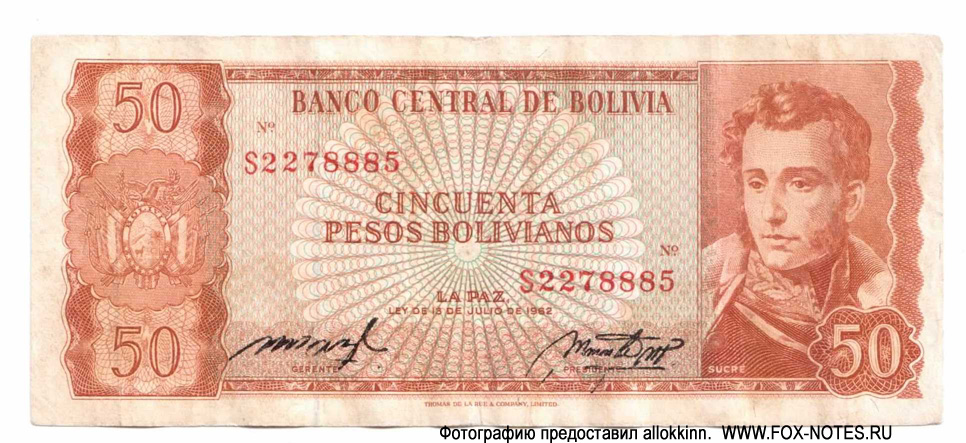 50
BANCO CENTRAL DE BOLIVIA
Nº
S2278885
CINCUENTA
PESOS BOLIVIANOS
Nº
S2278885
LA PAZ,
LEY DE 13 DE JULIO DE 1962
50
GERENTE
PRESIDENTE
SUCRE
50
THOMAS DE LA RUE & COMPANY, LIMITED.
Фотографию предоставил allokkinn. WWW.FOX-NOTES.RU